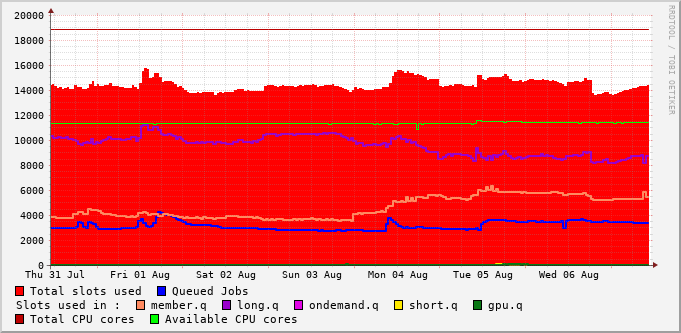 RRDTOOL / TOBI OETIKER
20000
18000
16000
14000
12000
10000
8000
6000
4000
2000
0
Thu 31 Jul Fri 01 Aug Sat 02 Aug Sun 03 Aug Mon 04 Aug Tue 05 Aug Wed 06 Aug
Total slots used Queued Jobs
Slots used in : member.q long.q ondemand.q short.q gpu.q
Total CPU cores Available CPU cores